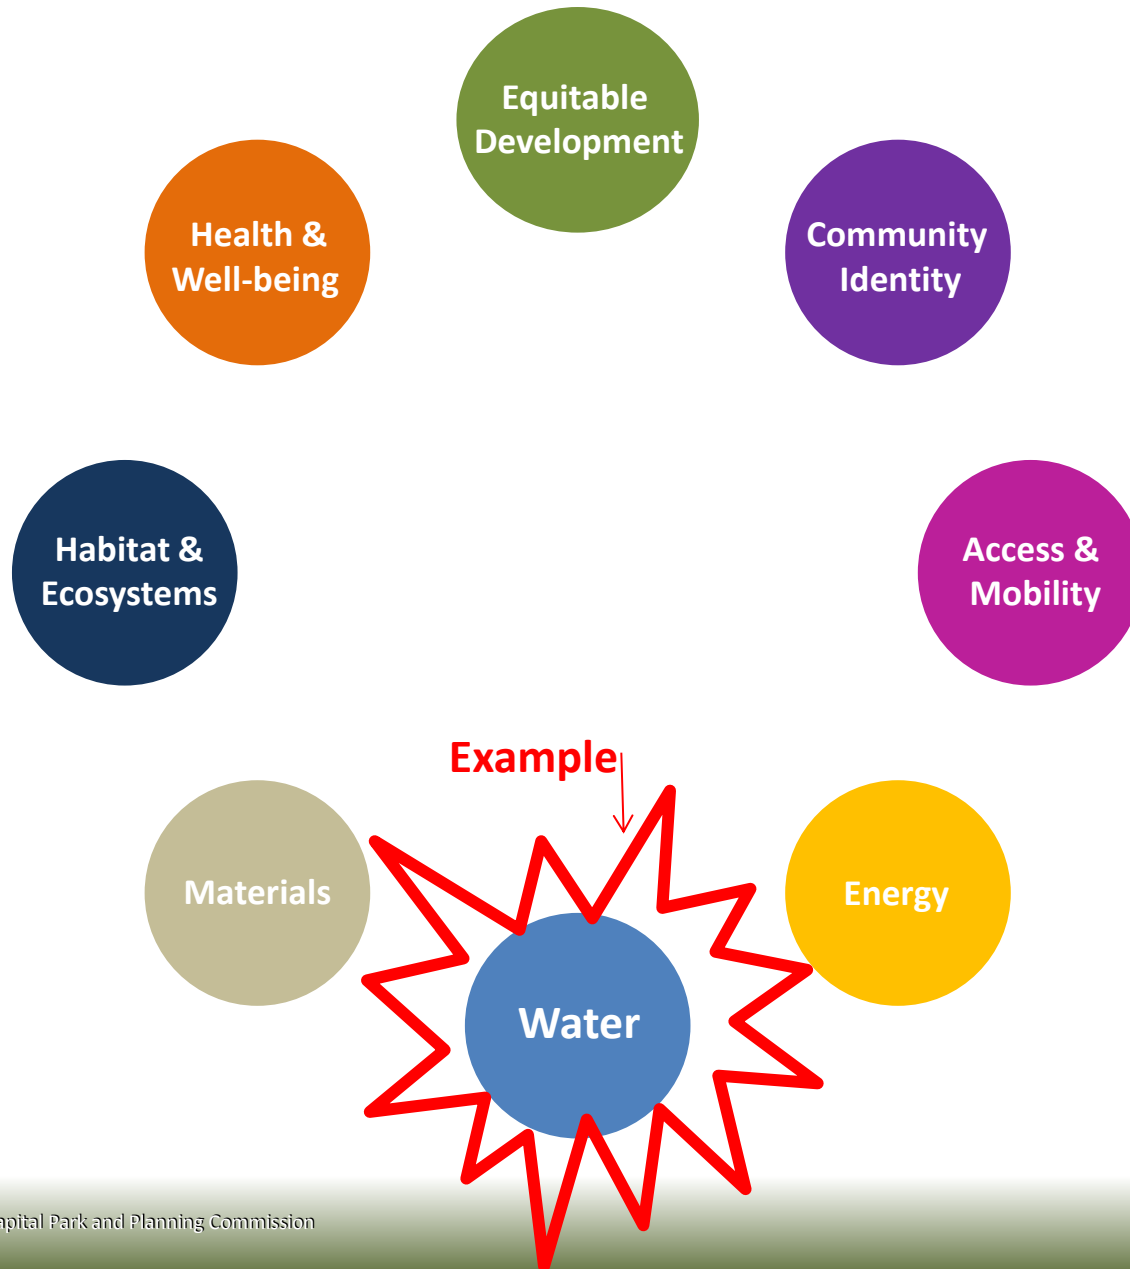 Equitable
Development
Health &
Well-being
Community
Identity
Habitat &
Ecosystems
Access &
Mobility
Example
Materials
Energy
Water
Park and Planning Commission